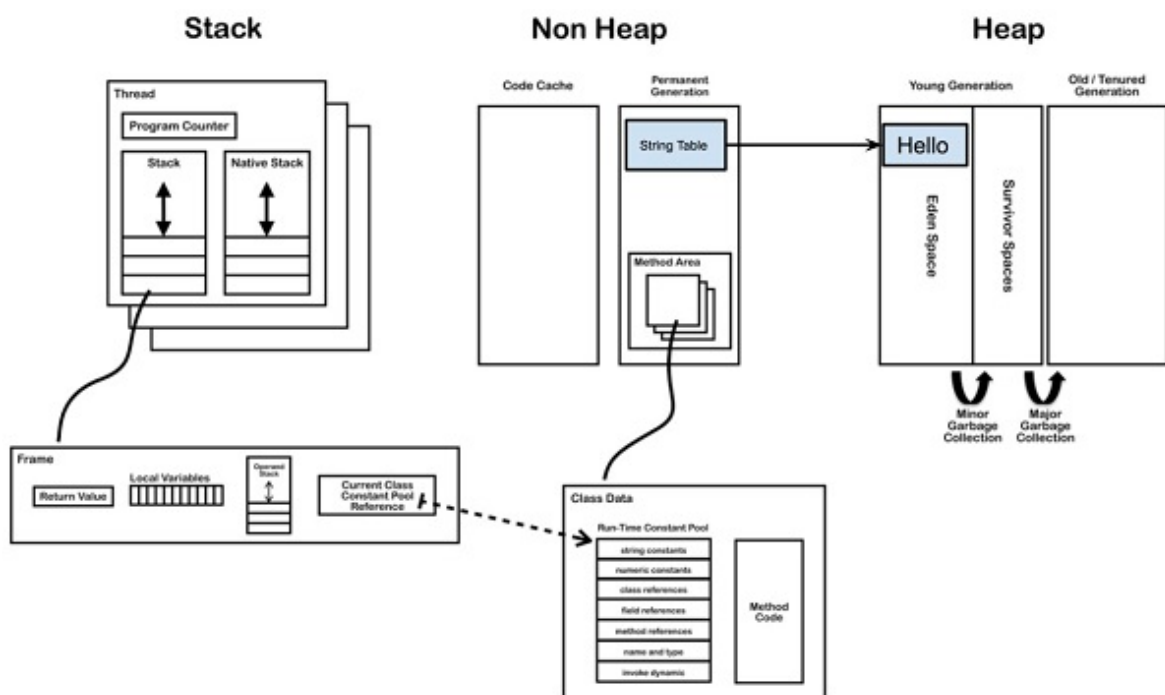 Stack
Non Heap
Heap
Thread
Program Counter
Stack
Native Stack
Code Cache
Permanent
Generation
String Table
Method Area
Young Generation
Old / Tenured
Generation
Hello
Eden Space
Survivor Spaces
Minor
Garbage
Collection
Major
Garbage
Collection
Frame
Return Value
Local Variables
Operand
Stack
Current Class
Constant Pool
Reference
Class Data
Run-Time Constant Pool
string constants
numeric constants
class references
field references
method references
name and type
invoke dynamic
Method
Code